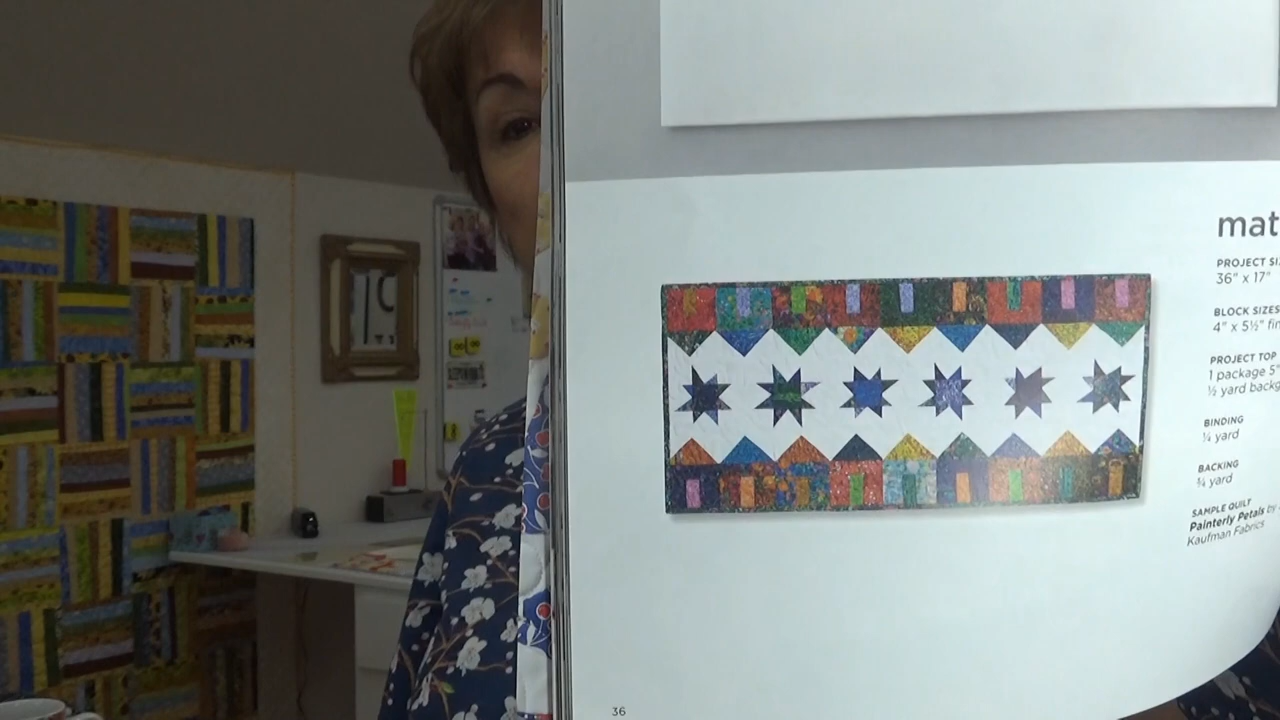 mat
PROJECT SI
36" x 17"
BLOCK SIZES
4" x 5½" fin
PROJECT TOP
1 package 5"
½ yard backg
BINDING
¼ yard
BACKING
¾ yard
SAMPLE QUILT
Painterly Petals by
Kaufman Fabrics
36